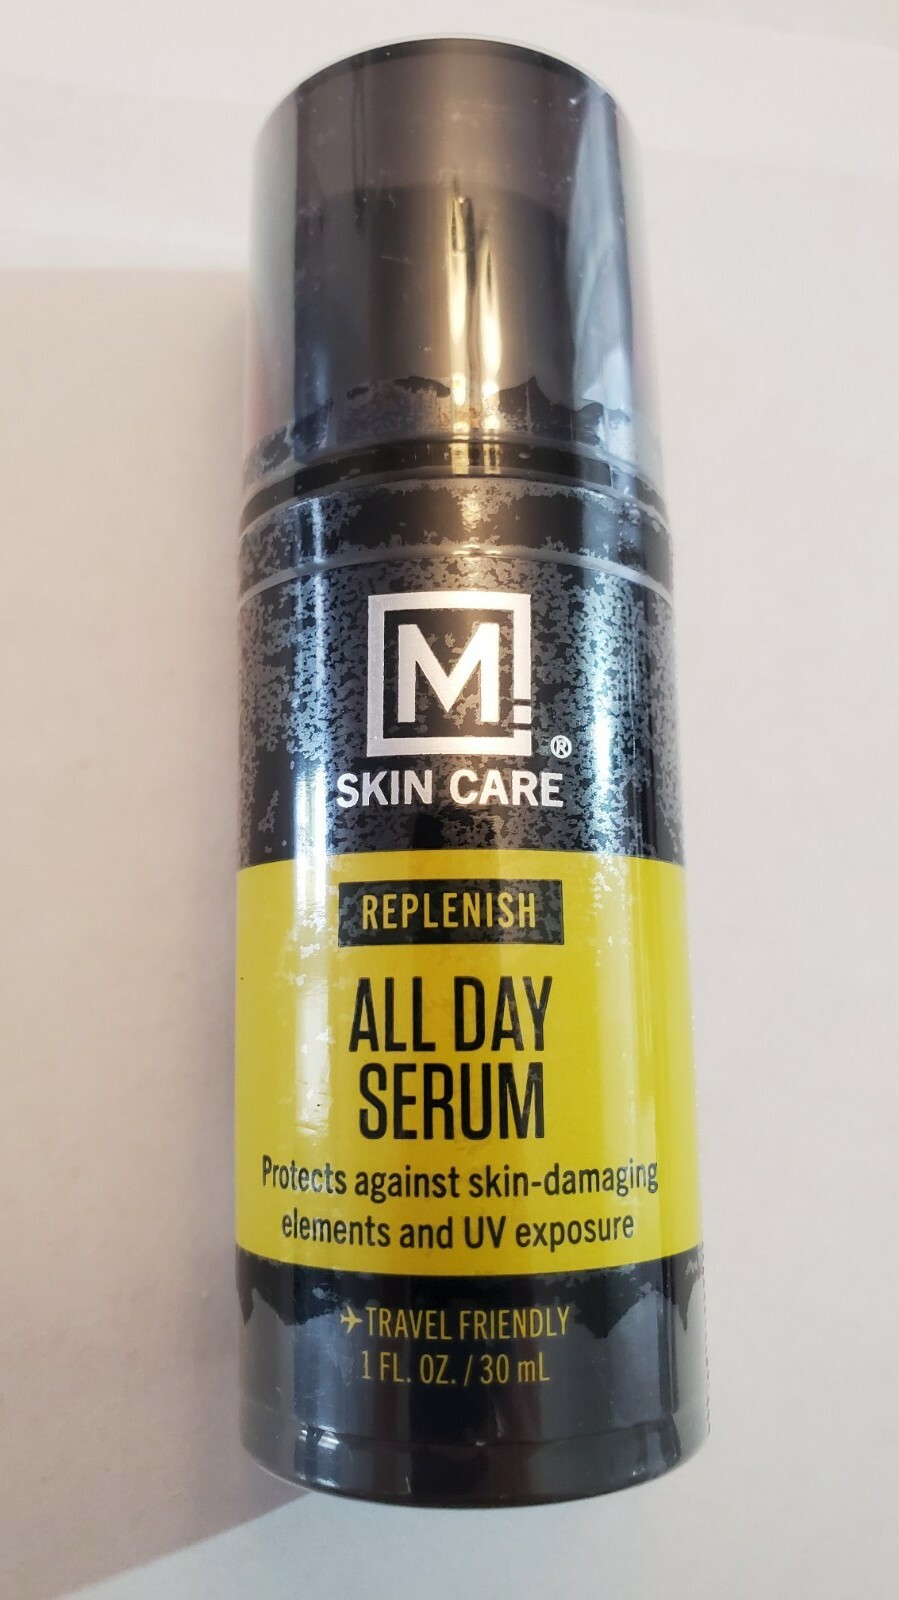 M.
®
SKIN CARE
REPLENISH
ALL DAY
SERUM
Protects against skin-damaging
elements and UV exposure
TRAVEL FRIENDLY
1 FL. OZ. / 30 mL